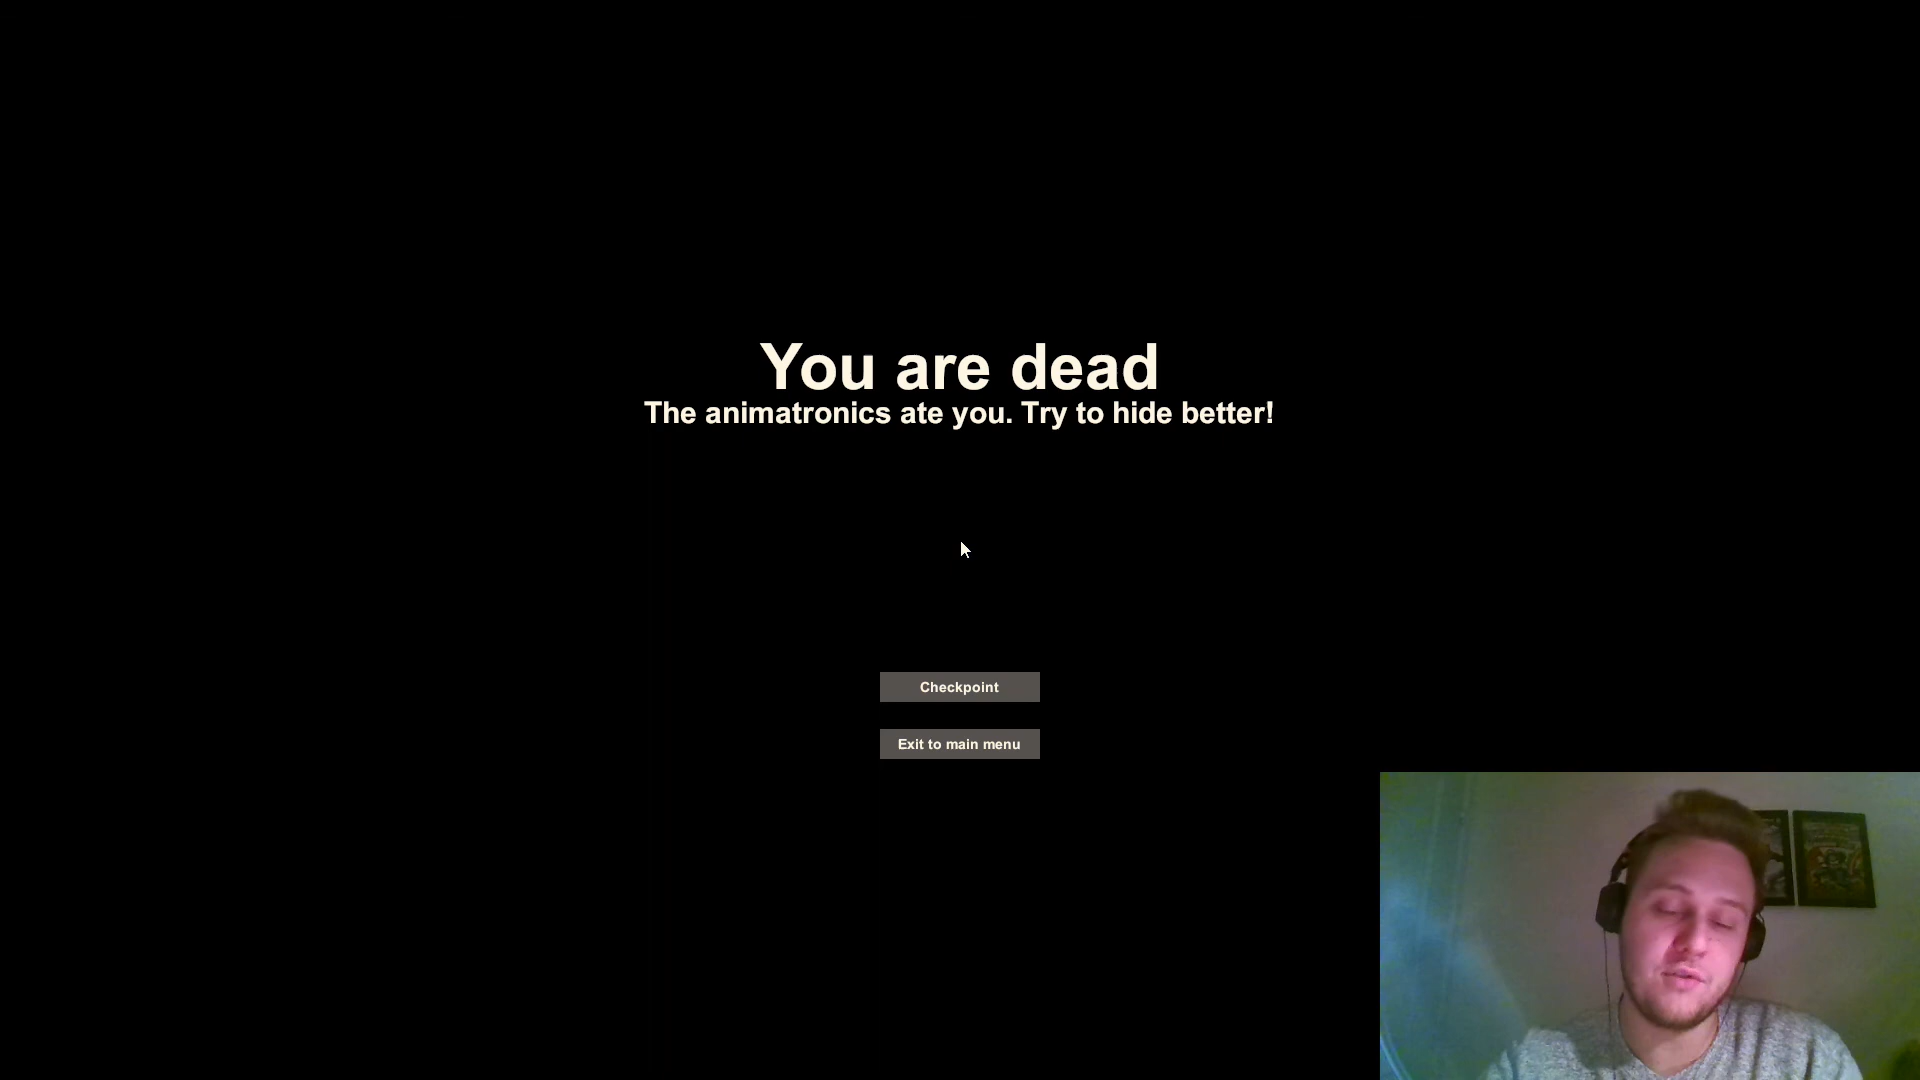 You are dead
The animatronics ate you. Try to hide better!
Checkpoint
Exit to main menu